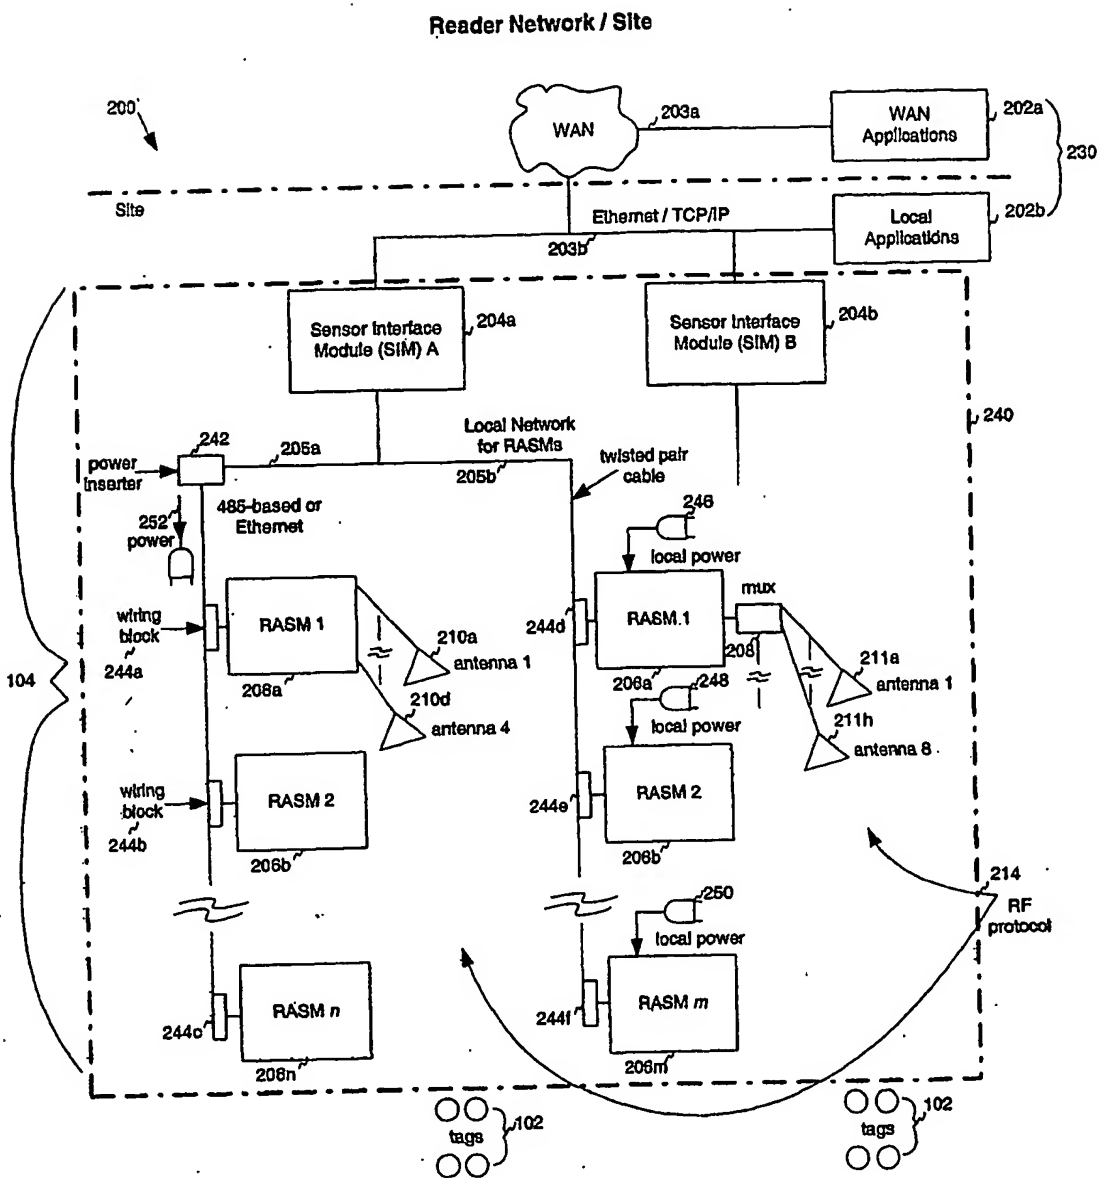 Reader Network / Site
200
WAN
203a
WAN
Applications
202a
230
Site
Ethernet / TCP/IP
203b
Local
Applications
202b
Sensor Interface
Module (SIM) A
204a
Sensor Interface
Module (SIM) B
204b
240
242
205a
Local Network
for RASMs
205b
twisted pair
cable
power
inserter
485-based or
Ethernet
252
power
246
local power
wiring
block
244a
RASM 1
206a
210a
antenna 1
210d
antenna 4
244d
RASM 1
206a
mux
208
211a
antenna 1
211h
antenna 8
104
248
local power
wiring
block
244b
RASM 2
206b
244e
RASM 2
206b
250
local power
214
RF
protocol
244c
RASM n
206n
244f
RASM m
206m
tags
102
tags
102